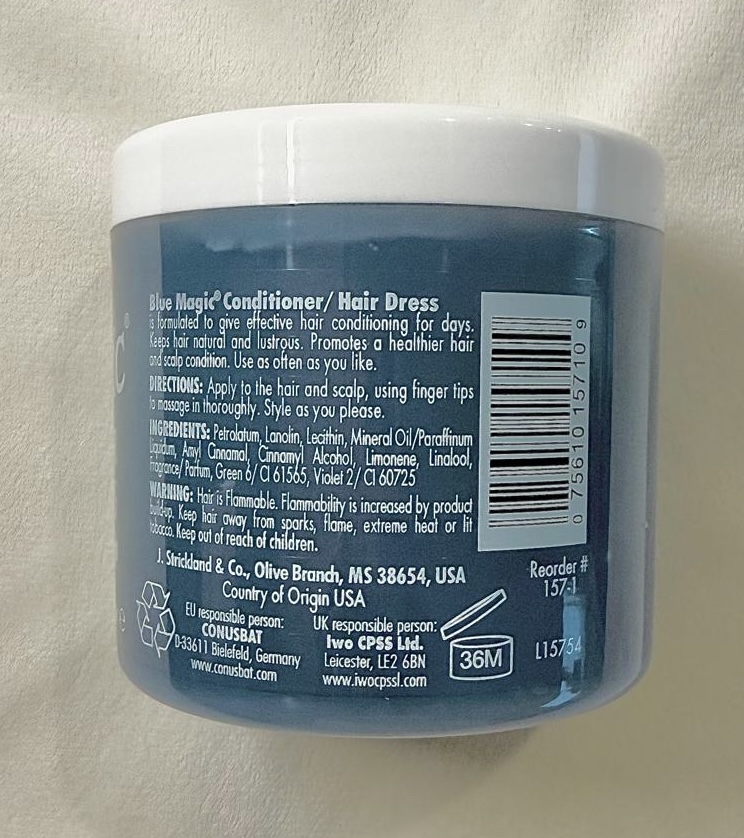 Blue Magic® Conditioner/ Hair Dress
is formulated to give effective hair conditioning for days.
Keeps hair natural and lustrous. Promotes a healthier hair
and scalp condition. Use as often as you like.
DIRECTIONS: Apply to the hair and scalp, using finger tips
to massage in thoroughly. Style as you please.
INGREDIENTS: Petrolatum, Lanolin, Lecithin, Mineral Oil/Paraffinum
Liquidum, Amyl Cinnamal, Cinnamyl Alcohol, Limonene, Linalool,
Fragrance/ Parfum, Green 6/ CI 61565, Violet 2/ CI 60725
WARNING: Hair is Flammable. Flammability is increased by product
build-up. Keep hair away from sparks, flame, extreme heat or lit
tobacco. Keep out of reach of children.
J. Strickland & Co., Olive Branch, MS 38654, USA
Country of Origin USA
EU responsible person:
CONUSBAT
D-33611 Bielefeld, Germany
www.conusbat.com
UK responsible person:
Iwo CPSS Ltd.
Leicester, LE2 6BN
www.iwocpssl.com
36M
0 75610 15710 9
Reorder #
157-1
L15754
C®
e